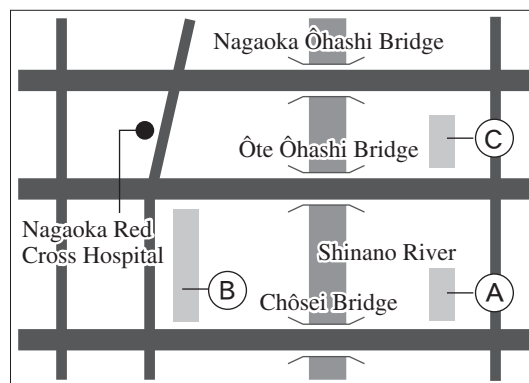 Nagaoka Ôhashi Bridge
C
Ôte Ôhashi Bridge
Nagaoka Red
Cross Hospital
Shinano River
B
A
Chôsei Bridge